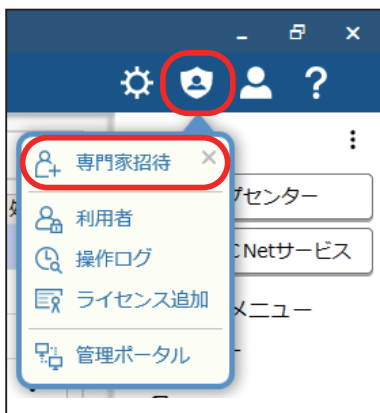 専門家招待
利用者
操作ログ
ライセンス追加
管理ポータル
プセンター
Netサービス
メニュー